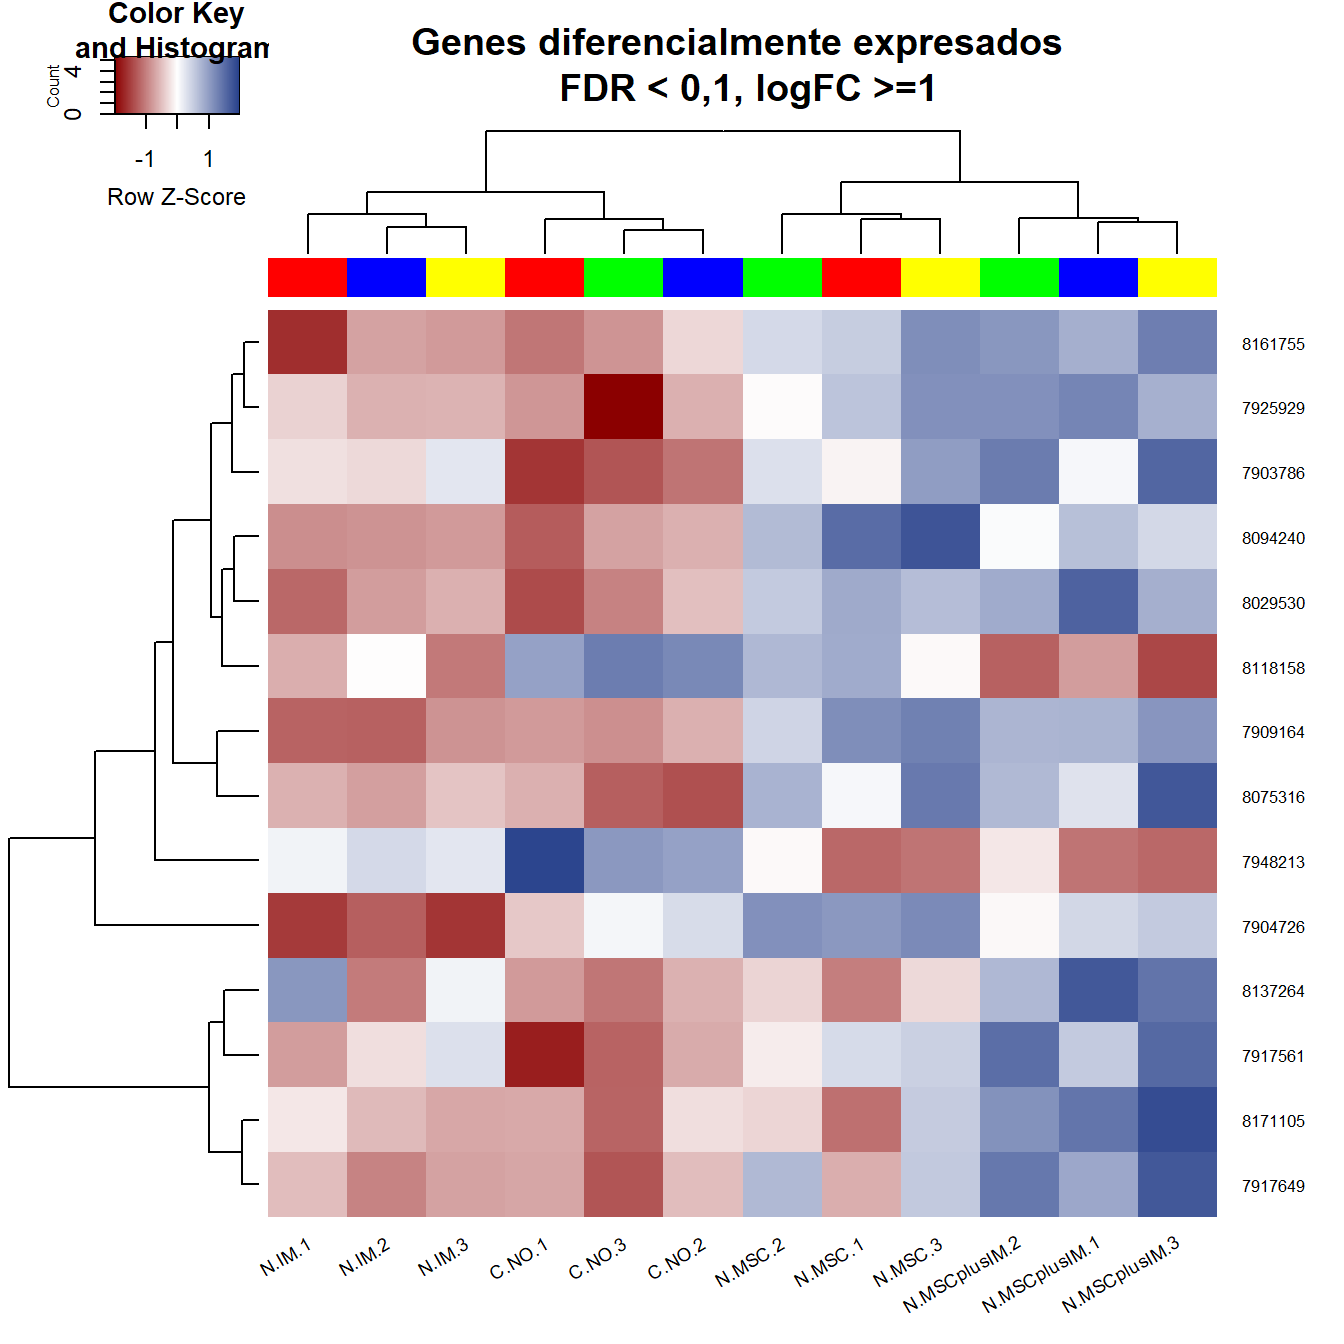 Color Key
and Histogram
Count
0 4
-1 1
Row Z-Score
Genes diferencialmente expresados
FDR < 0,1, logFC >=1
8161755
7925929
7903786
8094240
8029530
8118158
7909164
8075316
7948213
7904726
8137264
7917561
8171105
7917649
N.IM.1 N.IM.2 N.IM.3 C.NO.1 C.NO.3 C.NO.2 N.MSC.2 N.MSC.1 N.MSC.3 N.MSCplusIM.2 N.MSCplusIM.1 N.MSCplusIM.3